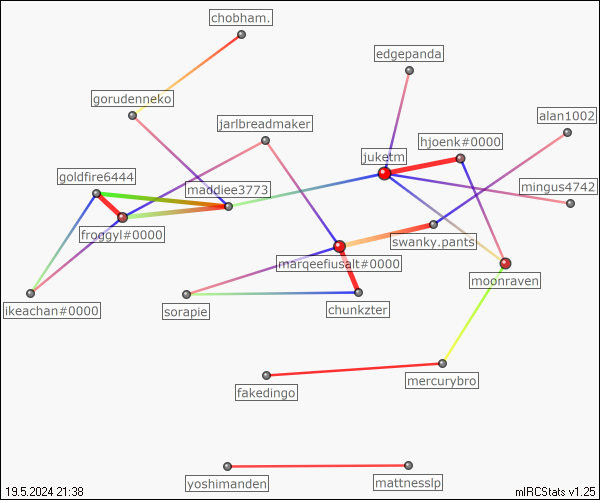 chobham.
edgepanda
gorudenneko
alan1002
jarlbreadmaker
hjoenk#0000
juketm
goldfire6444
maddiee3773
mingus4742
froggyl#0000
swanky.pants
marqeefiusalt#0000
moonraven
ikeachan#0000
sorapie
chunkzter
mercurybro
fakedingo
yoshimanden
mattnesslp
19.5.2024 21:38
mIRCStats v1.25